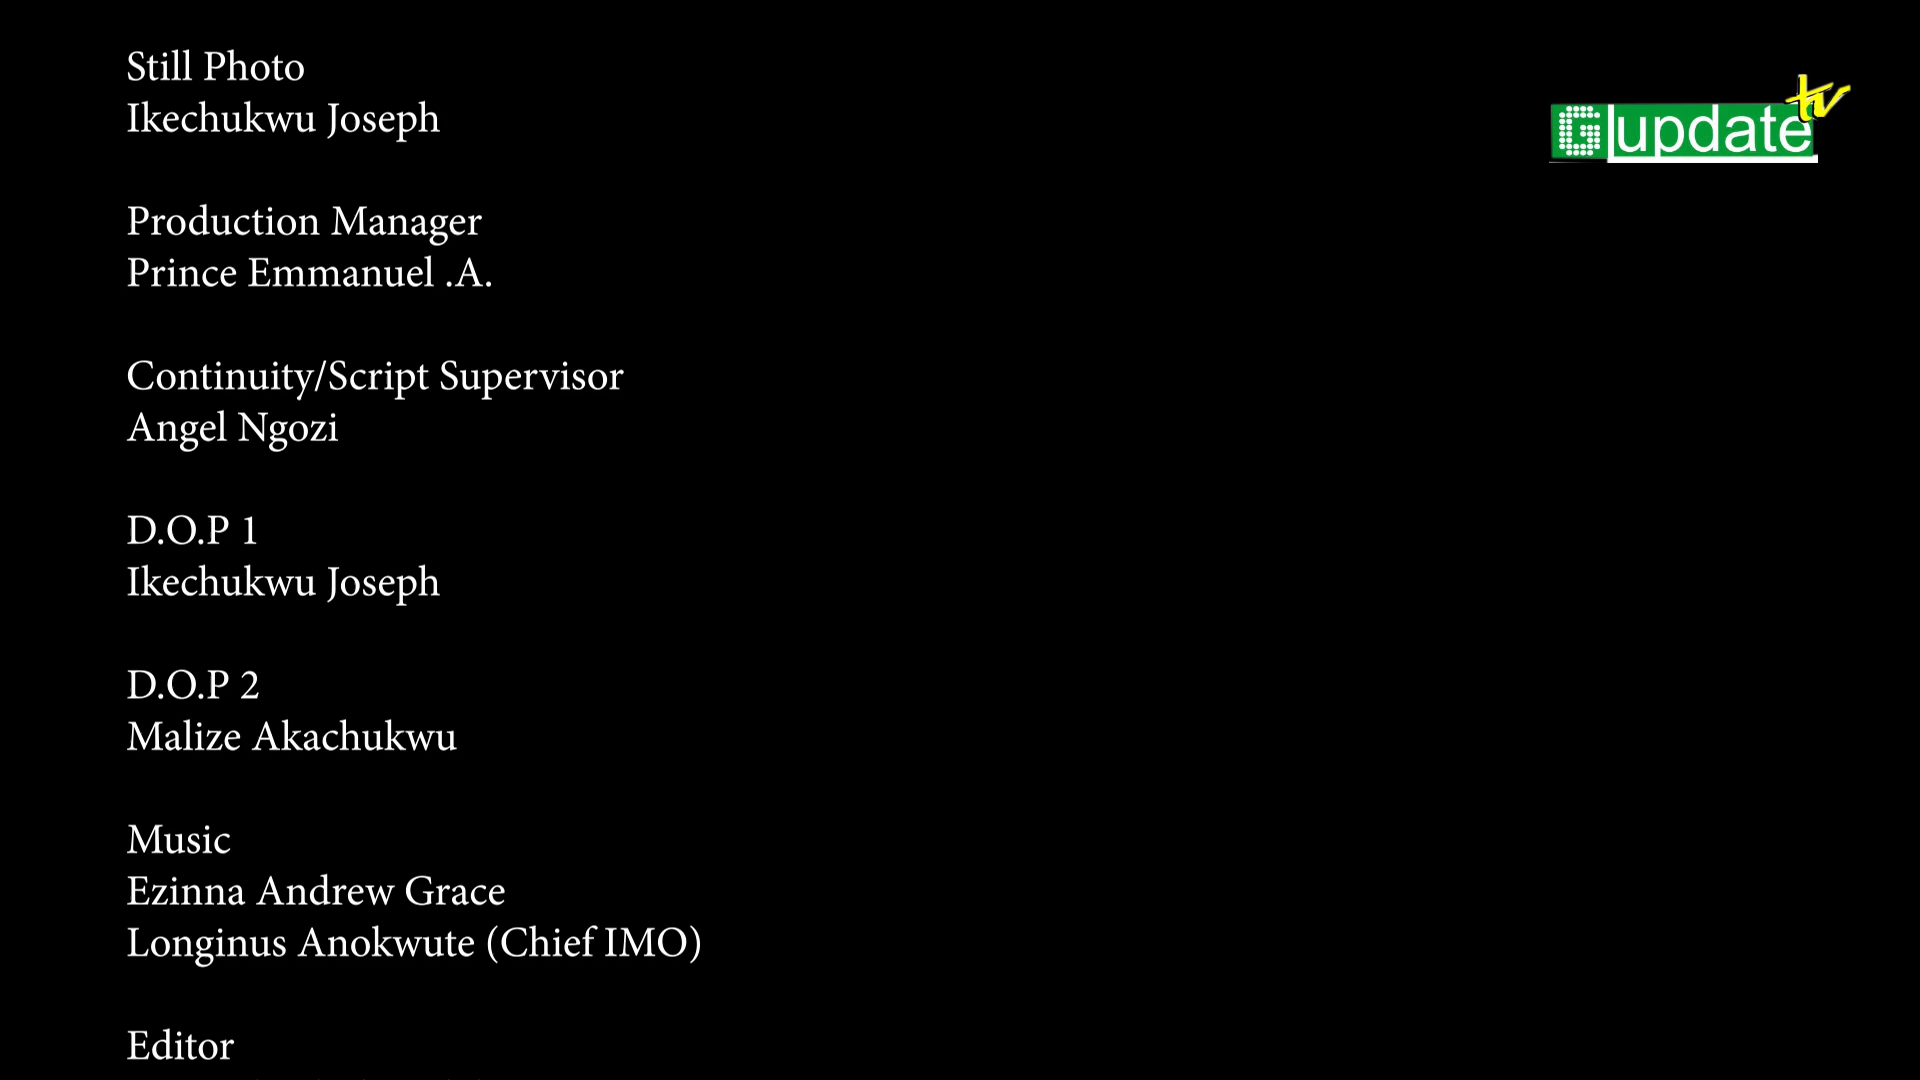 Still Photo
Ikechukwu Joseph
Production Manager
Prince Emmanuel .A.
Continuity/Script Supervisor
Angel Ngozi
D.O.P 1
Ikechukwu Joseph
D.O.P 2
Malize Akachukwu
Music
Ezinna Andrew Grace
Longinus Anokwute (Chief IMO)
Editor
G update tv